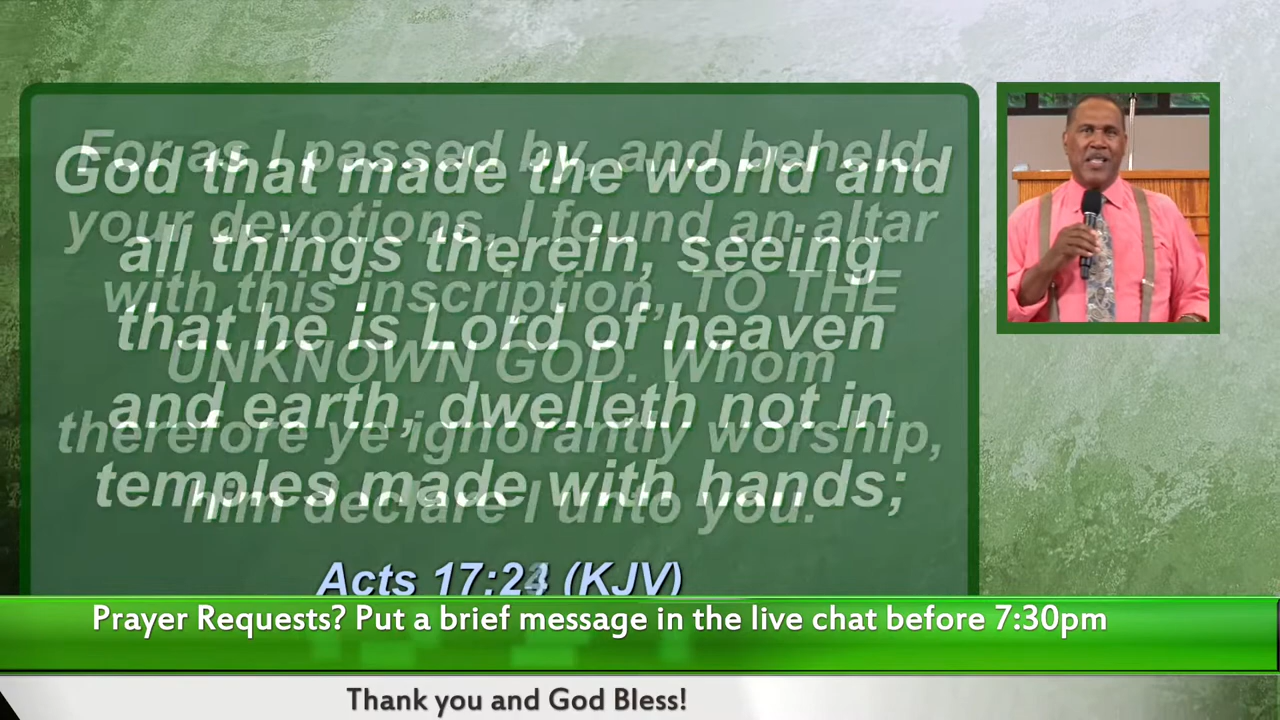 For as I passed by, and beheld
your devotions, I found an altar
with this inscription, TO THE
UNKNOWN GOD. Whom
therefore ye ignorantly worship,
him declare I unto you.
God that made the world and
all things therein, seeing
that he is Lord of heaven
and earth, dwelleth not in
temples made with hands;
Acts 17:24 (KJV)
Prayer Requests? Put a brief message in the live chat before 7:30pm
Thank you and God Bless!